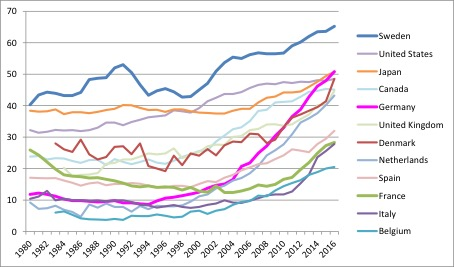 70
60
50
40
30
20
10
0
1980
1982
1984
1986
1988
1990
1992
1994
1996
1998
2000
2002
2004
2006
2008
2010
2012
2014
2016
Sweden
United States
Japan
Canada
Germany
United Kingdom
Denmark
Netherlands
Spain
France
Italy
Belgium